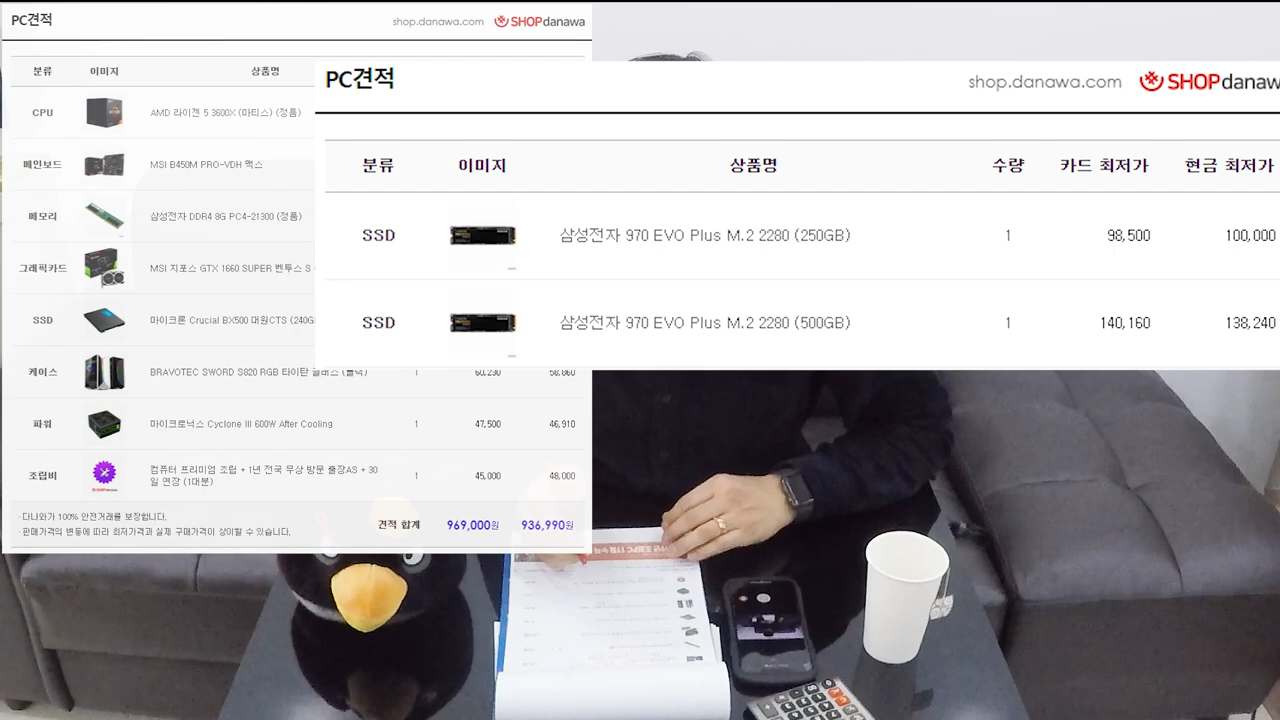 PC견적
shop.danawa.com SHOPdanawa
분류 이미지 상품명
CPU AMD 라이젠 5 3600X (마티스) (정품)
메인보드 MSI B450M PRO-VDH 맥스
메모리 삼성전자 DDR4 8G PC4-21300 (정품)
그래픽카드 MSI 지포스 GTX 1660 SUPER 벤투스 S
SSD 마이크론 Crucial BX500 대원CTS (240G
케이스 BRAVOTEC SWORD S820 RGB 타이탄 글래스 (블랙) 1 60,230 58,860
파워 마이크로닉스 Cyclone III 600W After Cooling 1 47,500 46,910
조립비 컴퓨터 프리미엄 조립 + 1년 전국 무상 방문 출장AS + 30 1 45,000 48,000
일 연장 (1대분)
· 다나와가 100% 안전거래를 보장합니다.
· 판매가격의 변동에 따라 최저가격과 실제 구매가격이 상이할 수 있습니다.
견적 합계 969,000원 936,990원
PC견적
shop.danawa.com SHOPdanaw
분류 이미지 상품명 수량 카드 최저가 현금 최저가
SSD 삼성전자 970 EVO Plus M.2 2280 (250GB) 1 98,500 100,000
SSD 삼성전자 970 EVO Plus M.2 2280 (500GB) 1 140,160 138,240